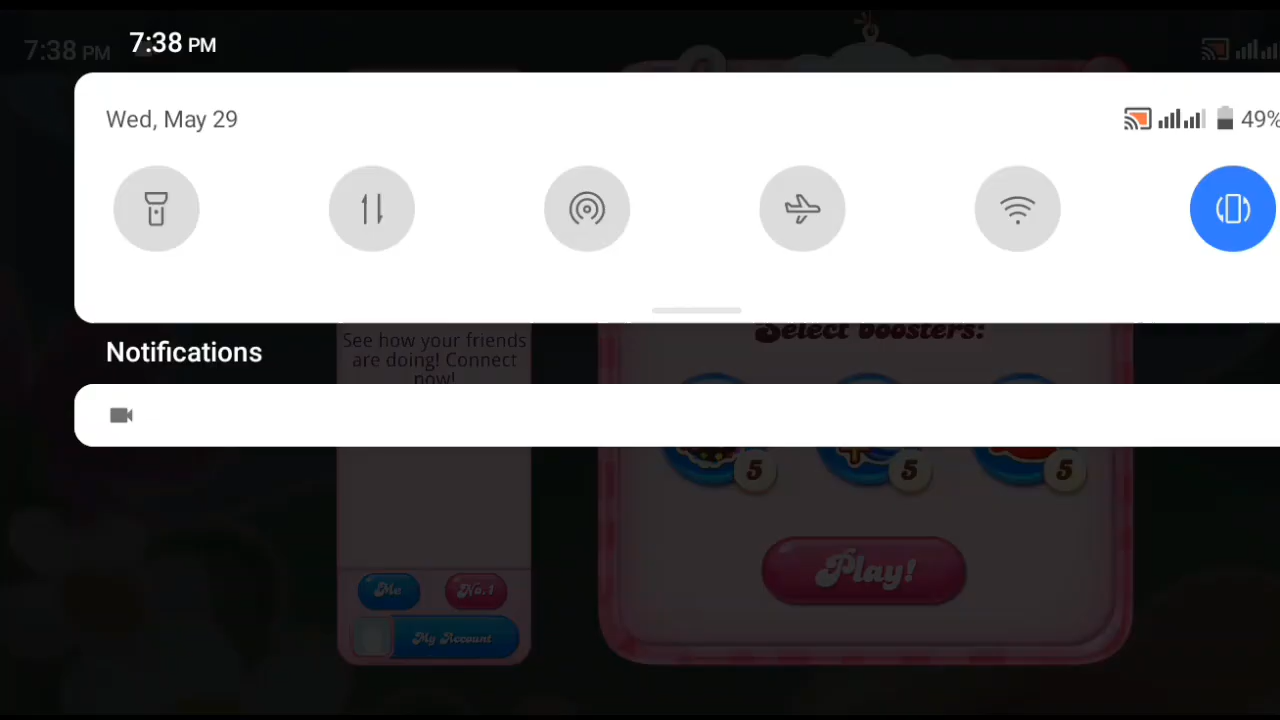 7:38 PM 7:38 PM
Wed, May 29
49%
Select boosters:
Notifications
See how your friends
are doing! Connect
now!
5 5 5
Play!
Me No.1
My Account